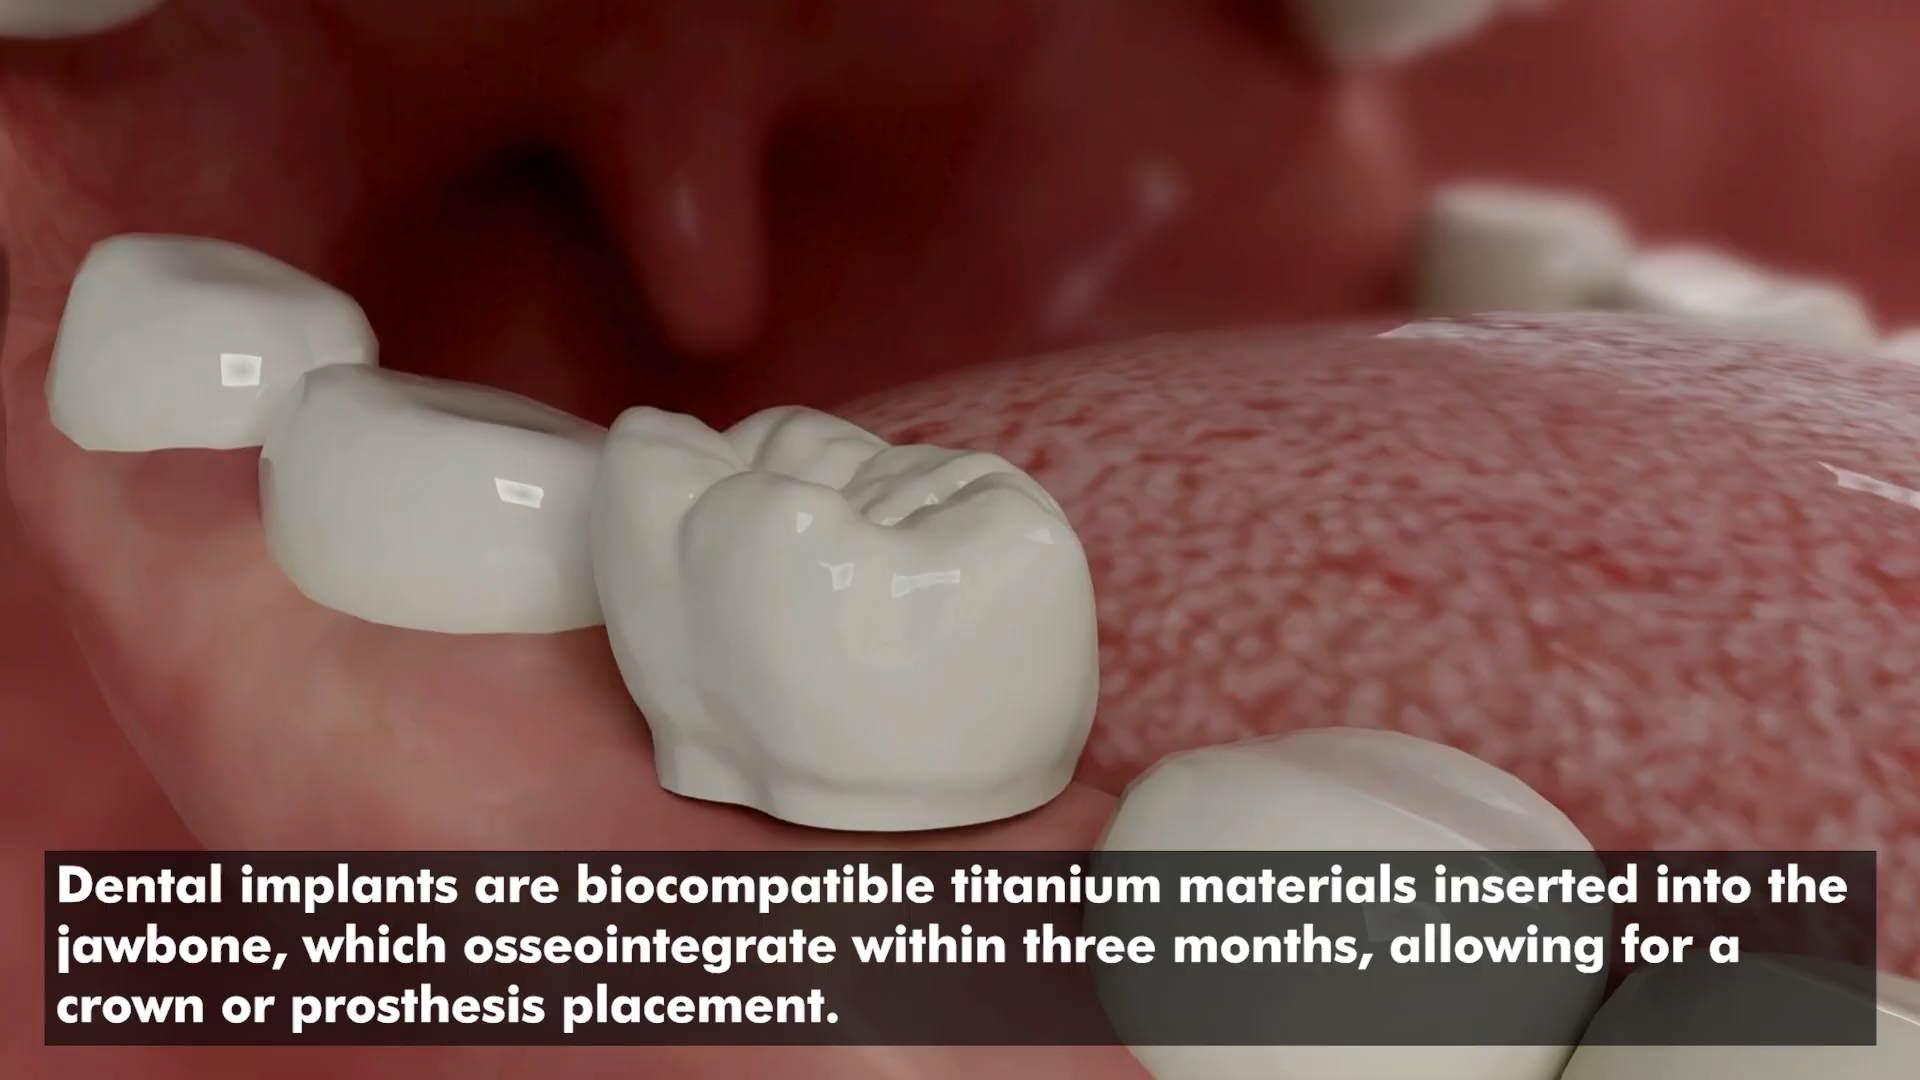 Dental implants are biocompatible titanium materials inserted into the
jawbone, which osseointegrate within three months, allowing for a
crown or prosthesis placement.